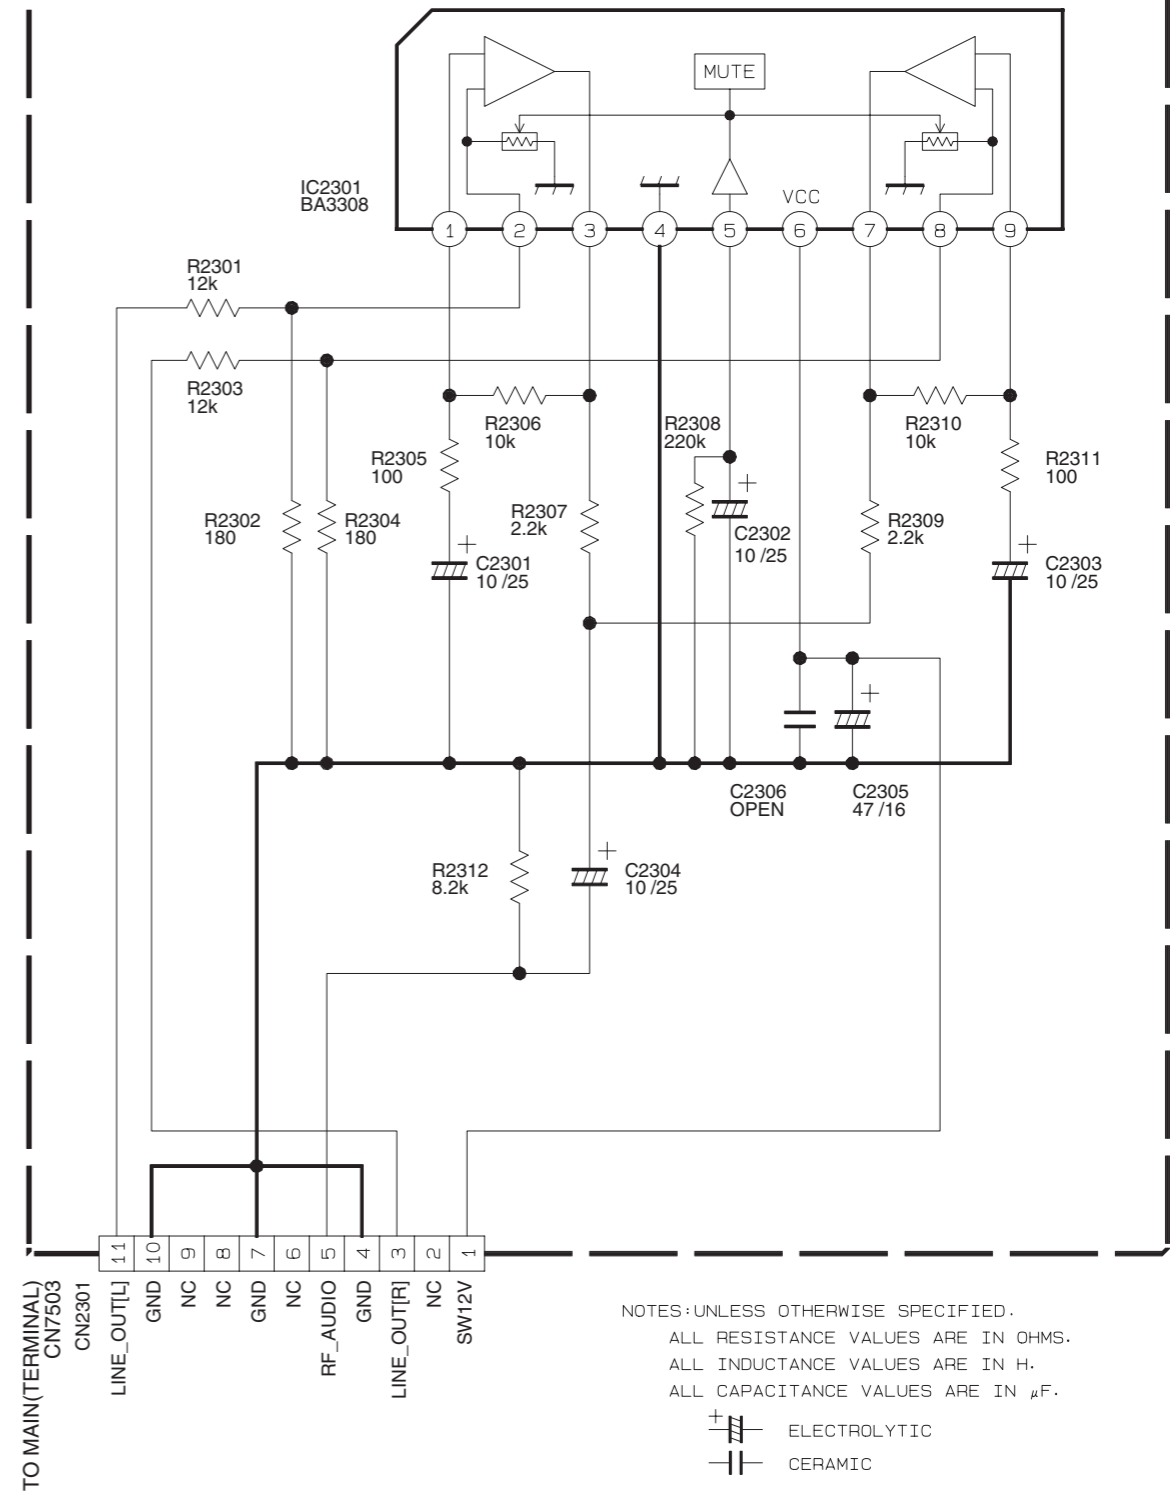 MUTE
IC2301
BA3308
VCC
1
2
3
4
5
6
7
8
9
R2301
12k
R2303
12k
R2306
10k
R2308
220k
R2310
10k
R2305
100
R2311
100
R2302
180
R2304
180
R2307
2.2k
+
C2302
10 /25
R2309
2.2k
+
C2301
10 /25
+
C2303
10 /25
+
C2306
OPEN
C2305
47 /16
R2312
8.2k
+
C2304
10 /25
11
10
9
8
7
6
5
4
3
2
1
TO MAIN(TERMINAL)
CN7503
CN2301
LINE_OUT[L]
GND
NC
NC
GND
NC
RF_AUDIO
GND
LINE_OUT[R]
NC
SW12V
NOTES:UNLESS OTHERWISE SPECIFIED.
ALL RESISTANCE VALUES ARE IN OHMS.
ALL INDUCTANCE VALUES ARE IN H.
ALL CAPACITANCE VALUES ARE IN µF.
+ ELECTROLYTIC
CERAMIC